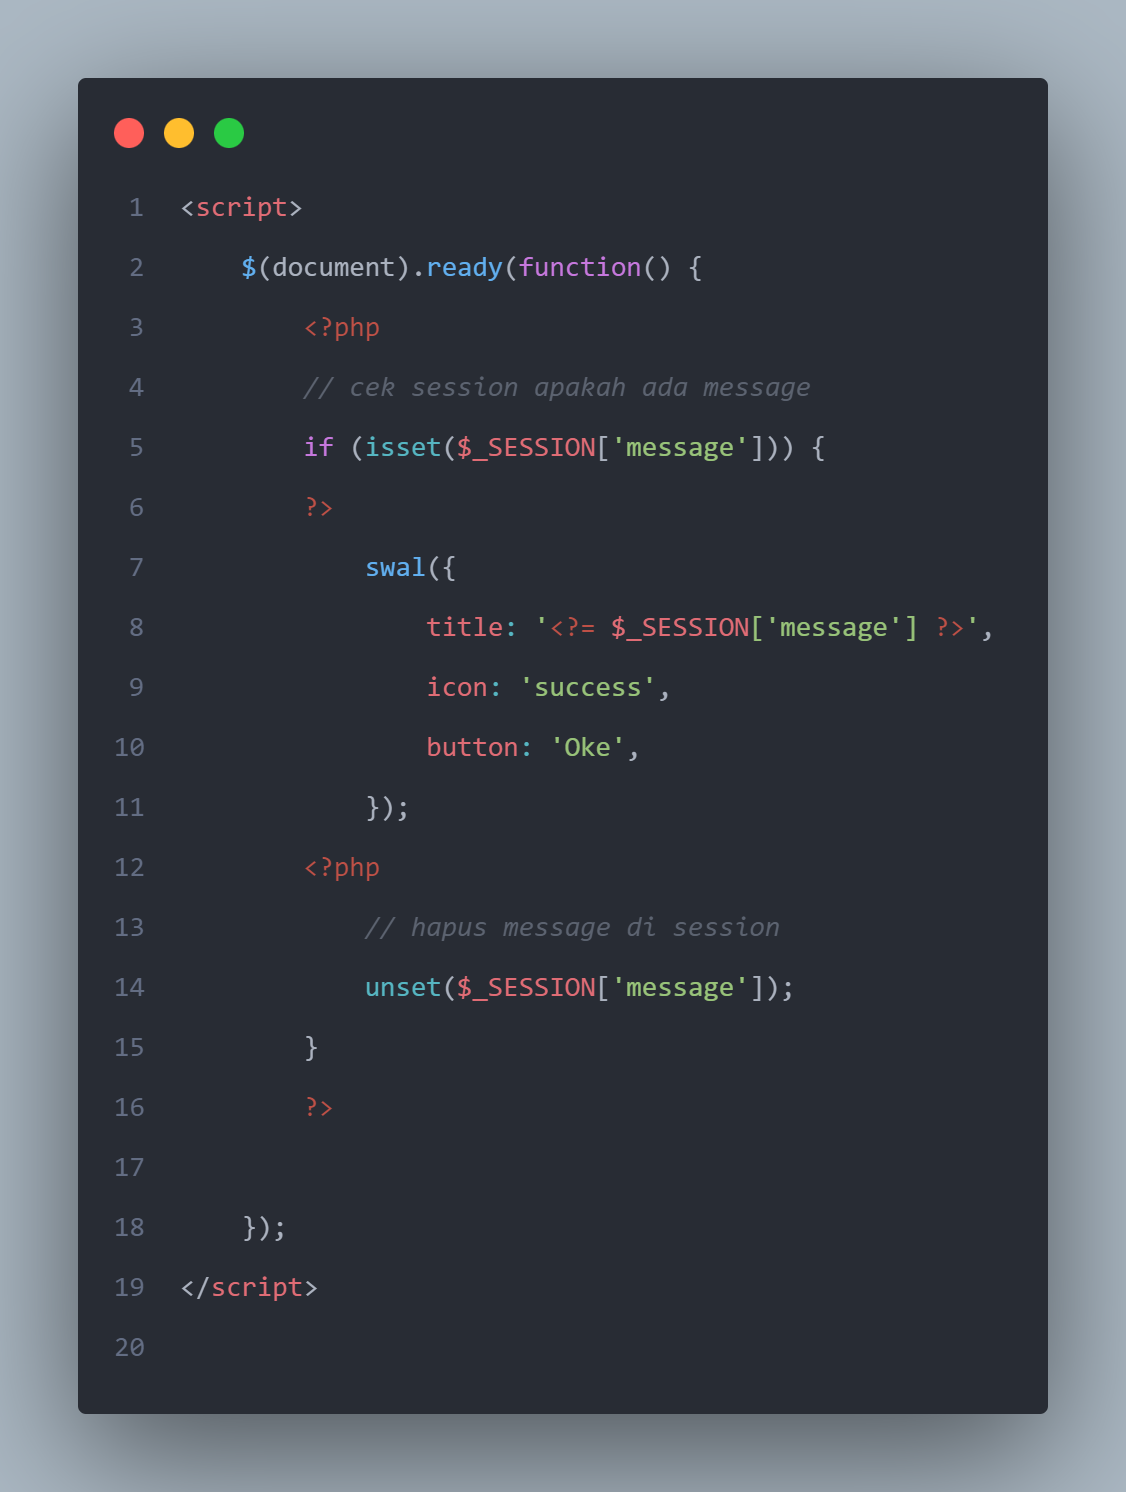 1 <script>
2     $(document).ready(function() {
3         <?php
4         // cek session apakah ada message
5         if (isset($_SESSION['message'])) {
6         ?>
7             swal({
8                 title: '<?= $_SESSION['message'] ?>',
9                 icon: 'success',
10                 button: 'Oke',
11             });
12         <?php
13             // hapus message di session
14             unset($_SESSION['message']);
15         }
16         ?>
17
18     });
19 </script>
20